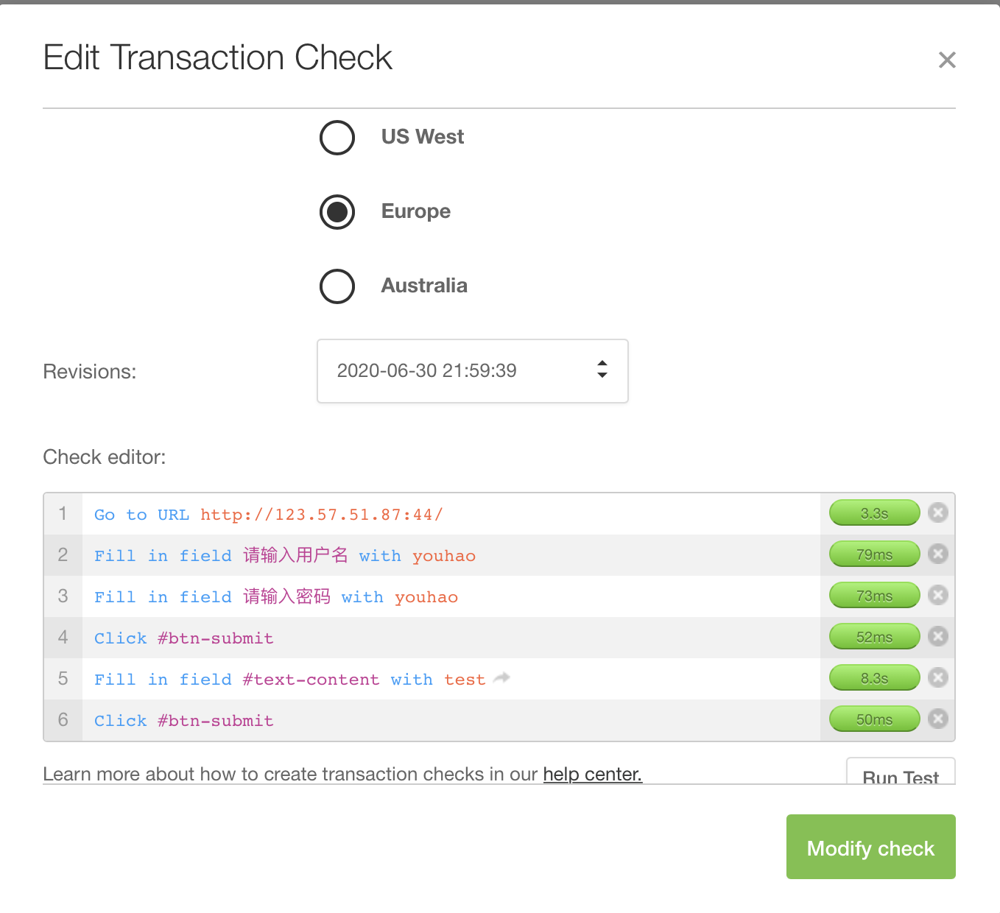 Edit Transaction Check
US West
Europe
Australia
Revisions:
2020-06-30 21:59:39
Check editor:
1 Go to URL http://123.57.51.87:44/ 3.3s
2 Fill in field 请输入用户名 with youhao 79ms
3 Fill in field 请输入密码 with youhao 73ms
4 Click #btn-submit 52ms
5 Fill in field #text-content with test 8.3s
6 Click #btn-submit 50ms
Learn more about how to create transaction checks in our help center.
Run Test
Modify check